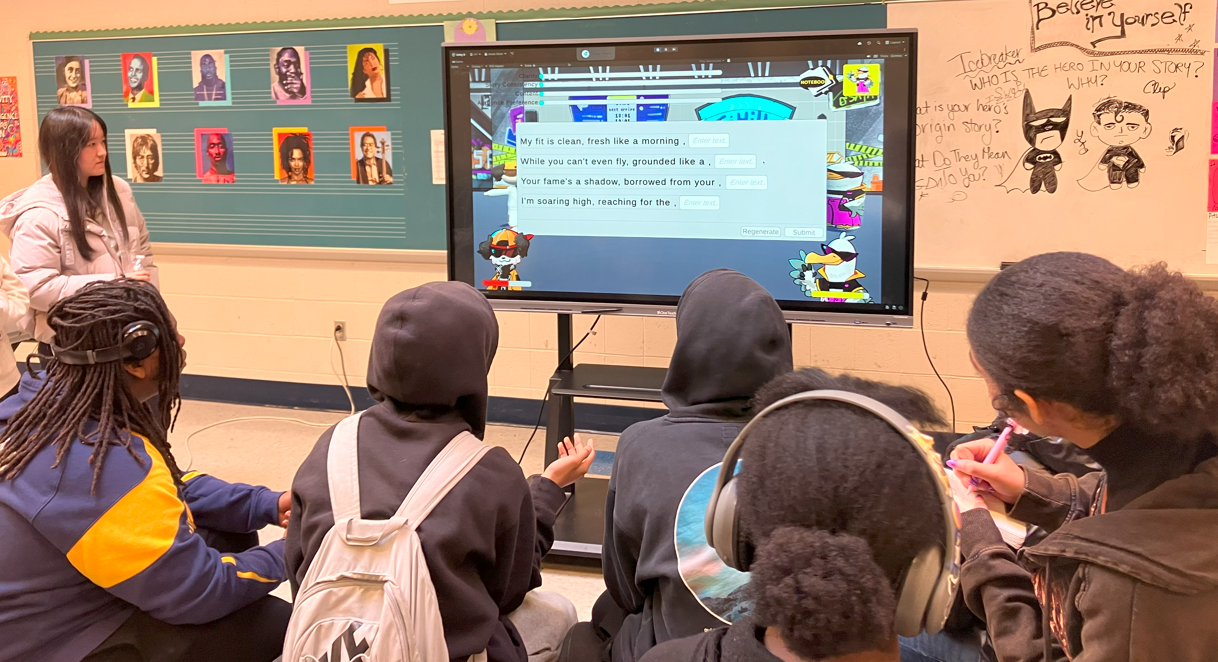 Believe
in Yourself
Icebreaker
WHO IS THE HERO IN YOUR STORY?
WHY?
Clap
is your hero's
origin story?
Do They Mean
to you?
NOTEBOOK
My fit is clean, fresh like a morning , Enter text.
While you can't even fly, grounded like a , Enter text. .
Your fame's a shadow, borrowed from your , Enter text.
I'm soaring high, reaching for the , Enter text.
Regenerate Submit